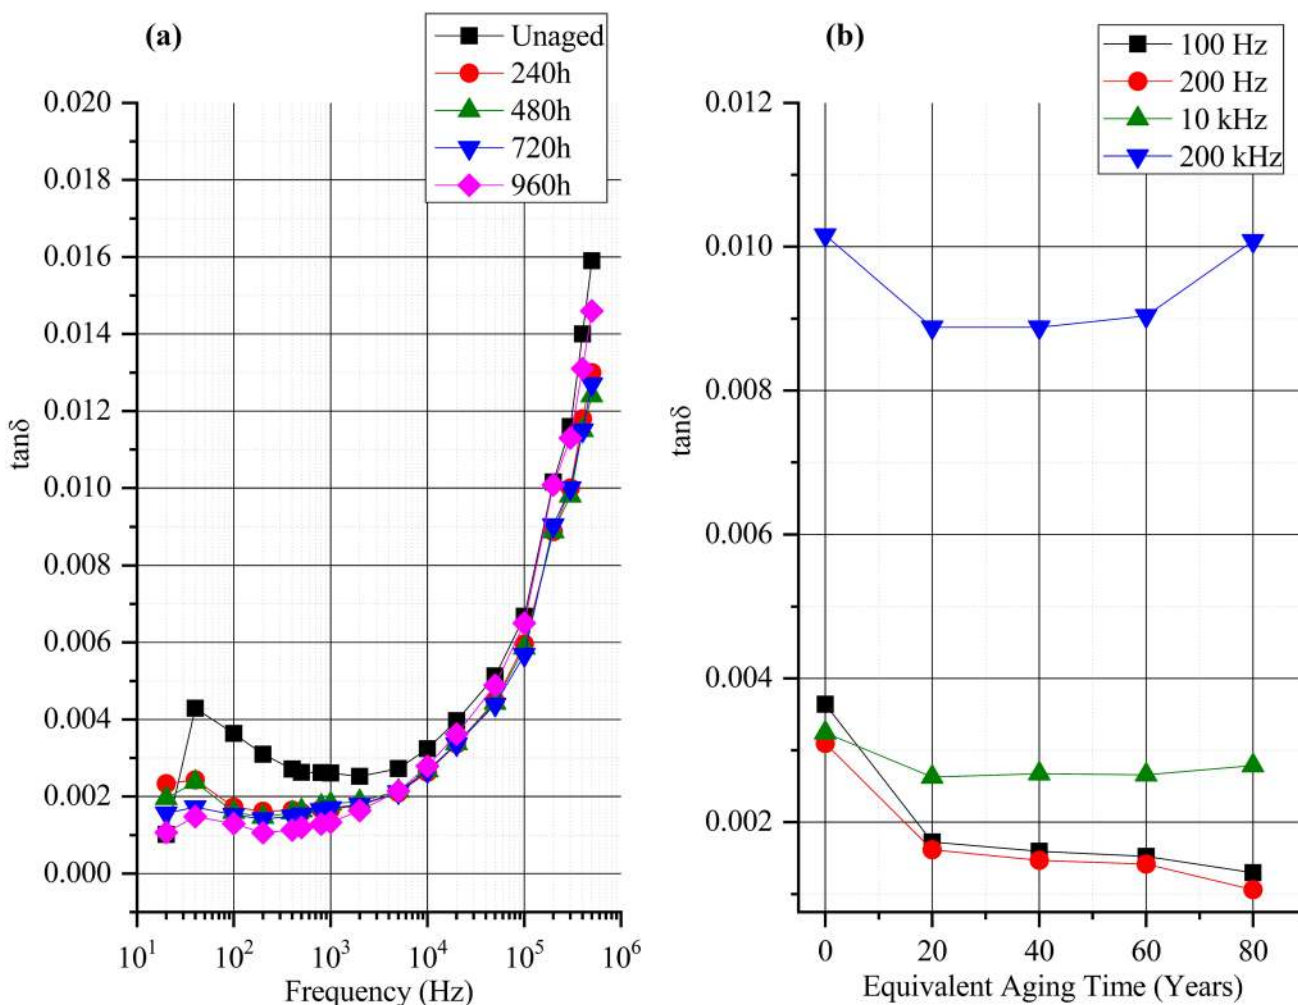 (a)
Unaged
240h
480h
720h
960h
0.020
0.018
0.016
0.014
0.012
0.010
0.008
0.006
0.004
0.002
0.000
tanδ
10¹ 10² 10³ 10⁴ 10⁵ 10⁶
Frequency (Hz)
(b)
100 Hz
200 Hz
10 kHz
200 kHz
0.012
0.010
0.008
0.006
0.004
0.002
tanδ
0 20 40 60 80
Equivalent Aging Time (Years)